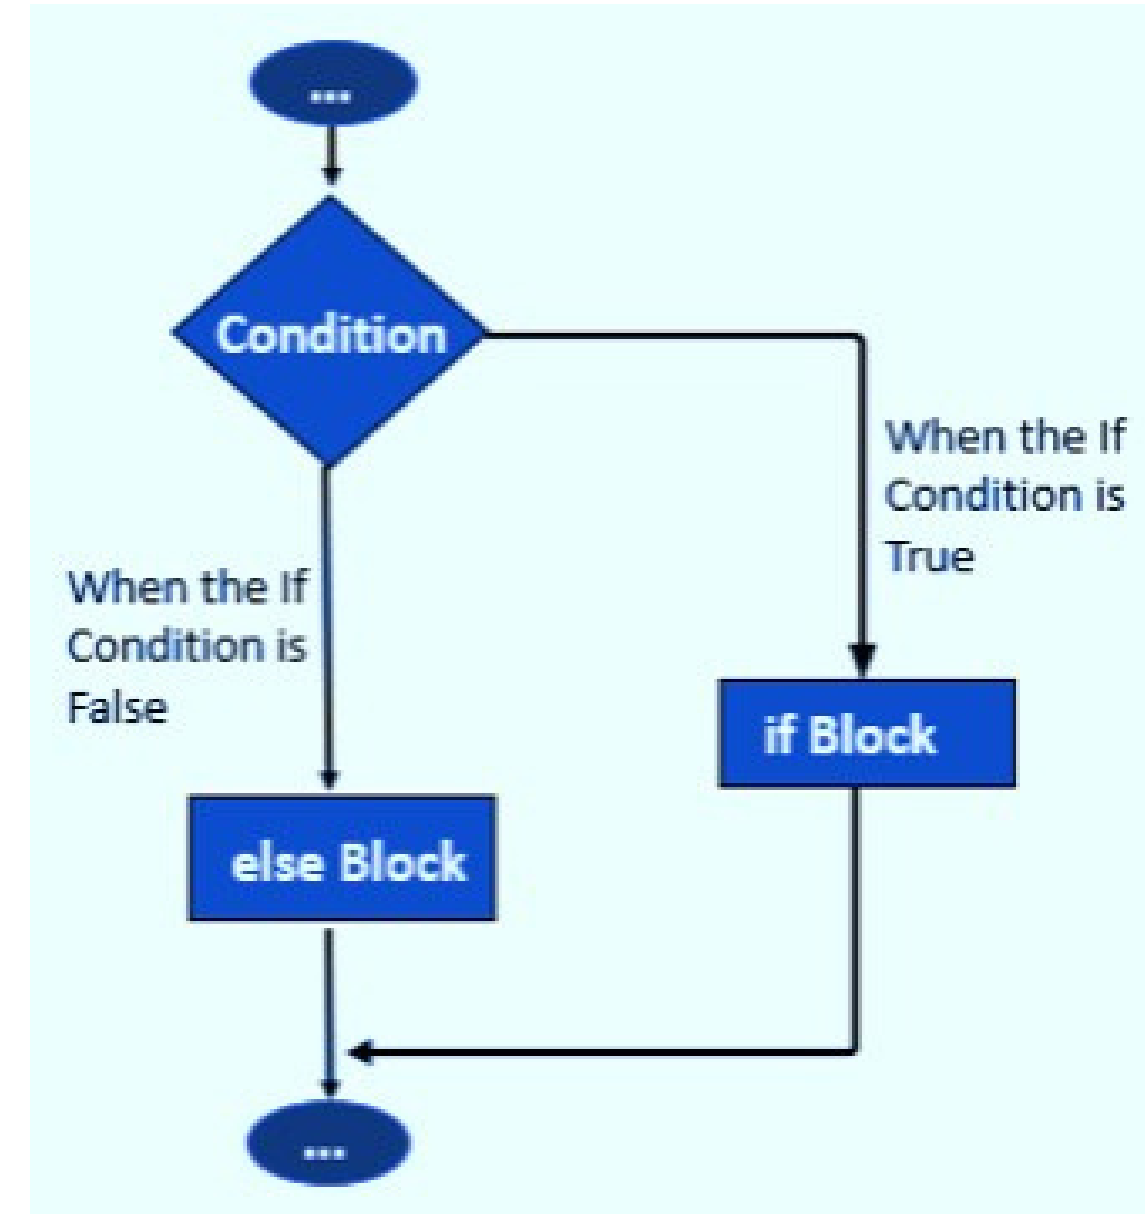 ...
Condition
When the If
Condition is
True
When the If
Condition is
False
if Block
else Block
...